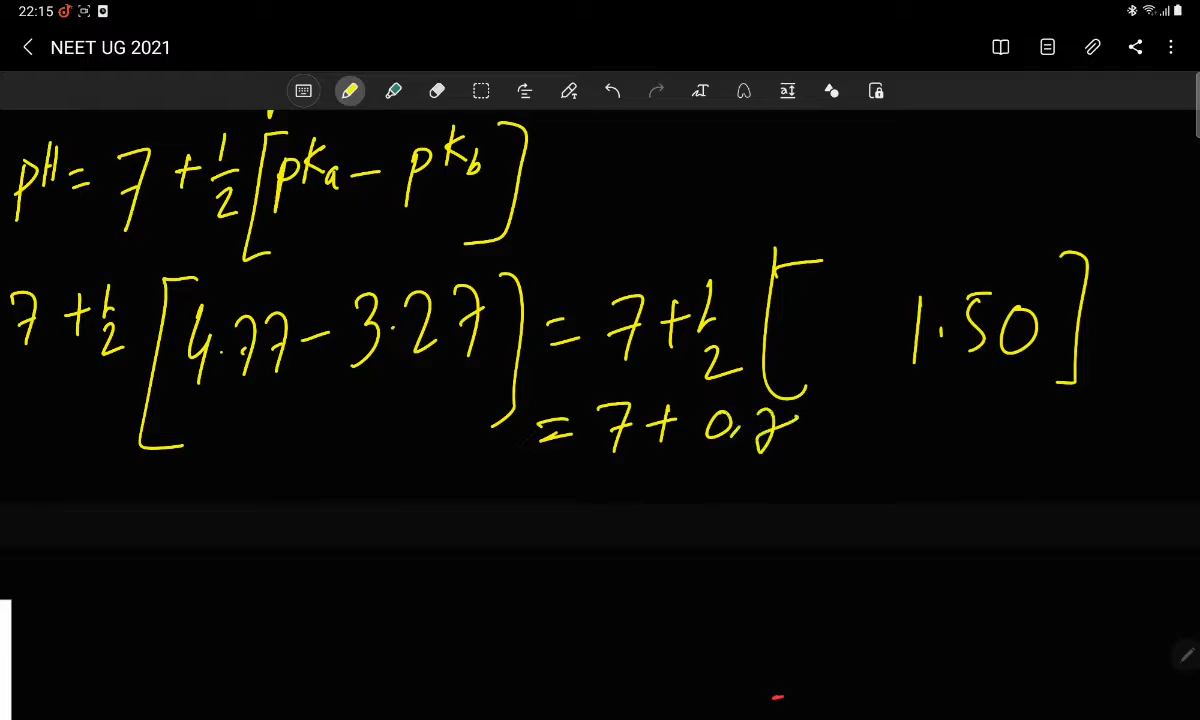 22:15
NEET UG 2021
pH = 7 + 1/2 [pKa - pKb]
7 + 1/2 [4.77 - 3.27] = 7 + 1/2 [1.50]
= 7 + 0.7